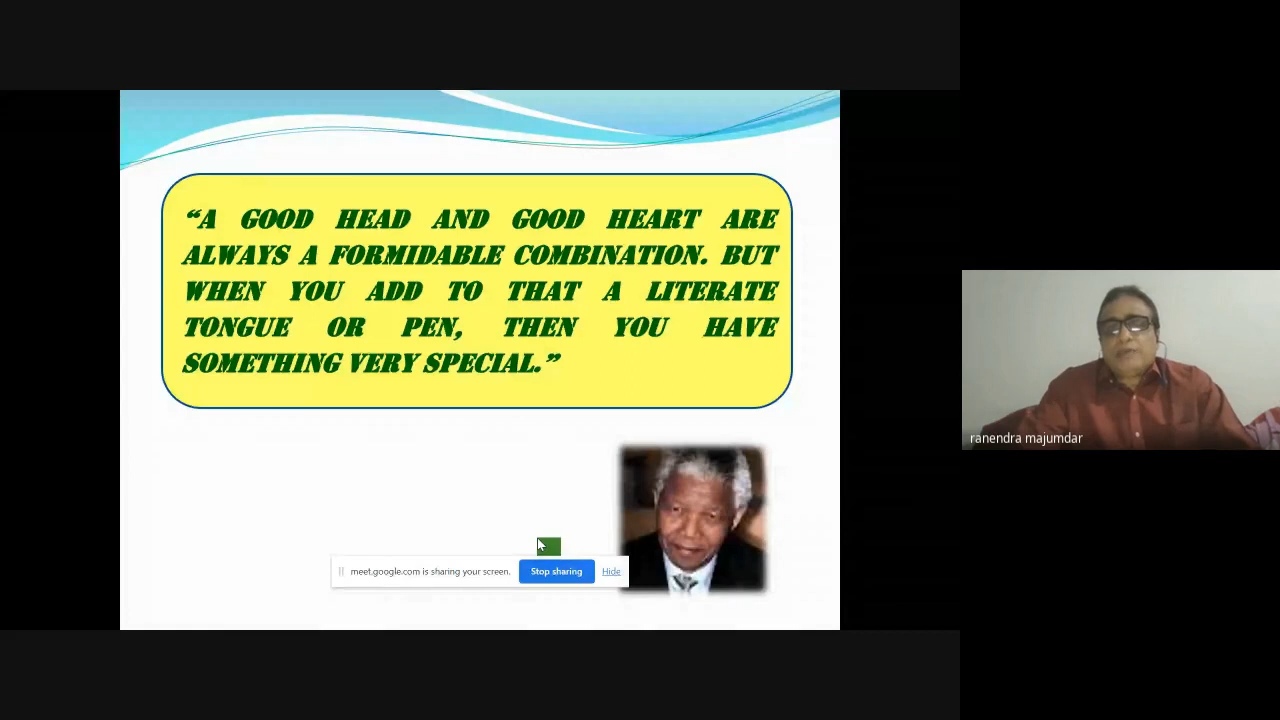 “A GOOD HEAD AND GOOD HEART ARE
ALWAYS A FORMIDABLE COMBINATION. BUT
WHEN YOU ADD TO THAT A LITERATE
TONGUE OR PEN, THEN YOU HAVE
SOMETHING VERY SPECIAL.”
meet.google.com is sharing your screen. Stop sharing Hide
ranendra majumdar